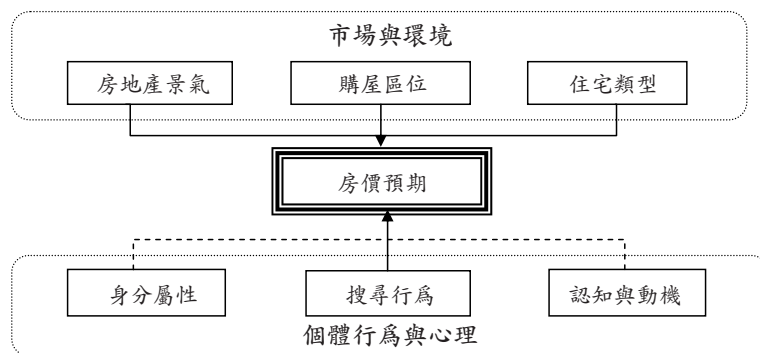 市場與環境
房地產景氣
購屋區位
住宅類型
房價預期
身分屬性
搜尋行爲
認知與動機
個體行爲與心理